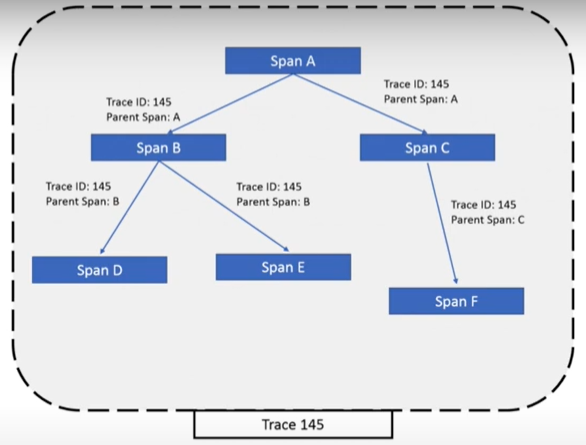 Span A
Trace ID: 145
Parent Span: A
Trace ID: 145
Parent Span: A
Span B
Span C
Trace ID: 145
Parent Span: B
Trace ID: 145
Parent Span: B
Trace ID: 145
Parent Span: C
Span D
Span E
Span F
Trace 145